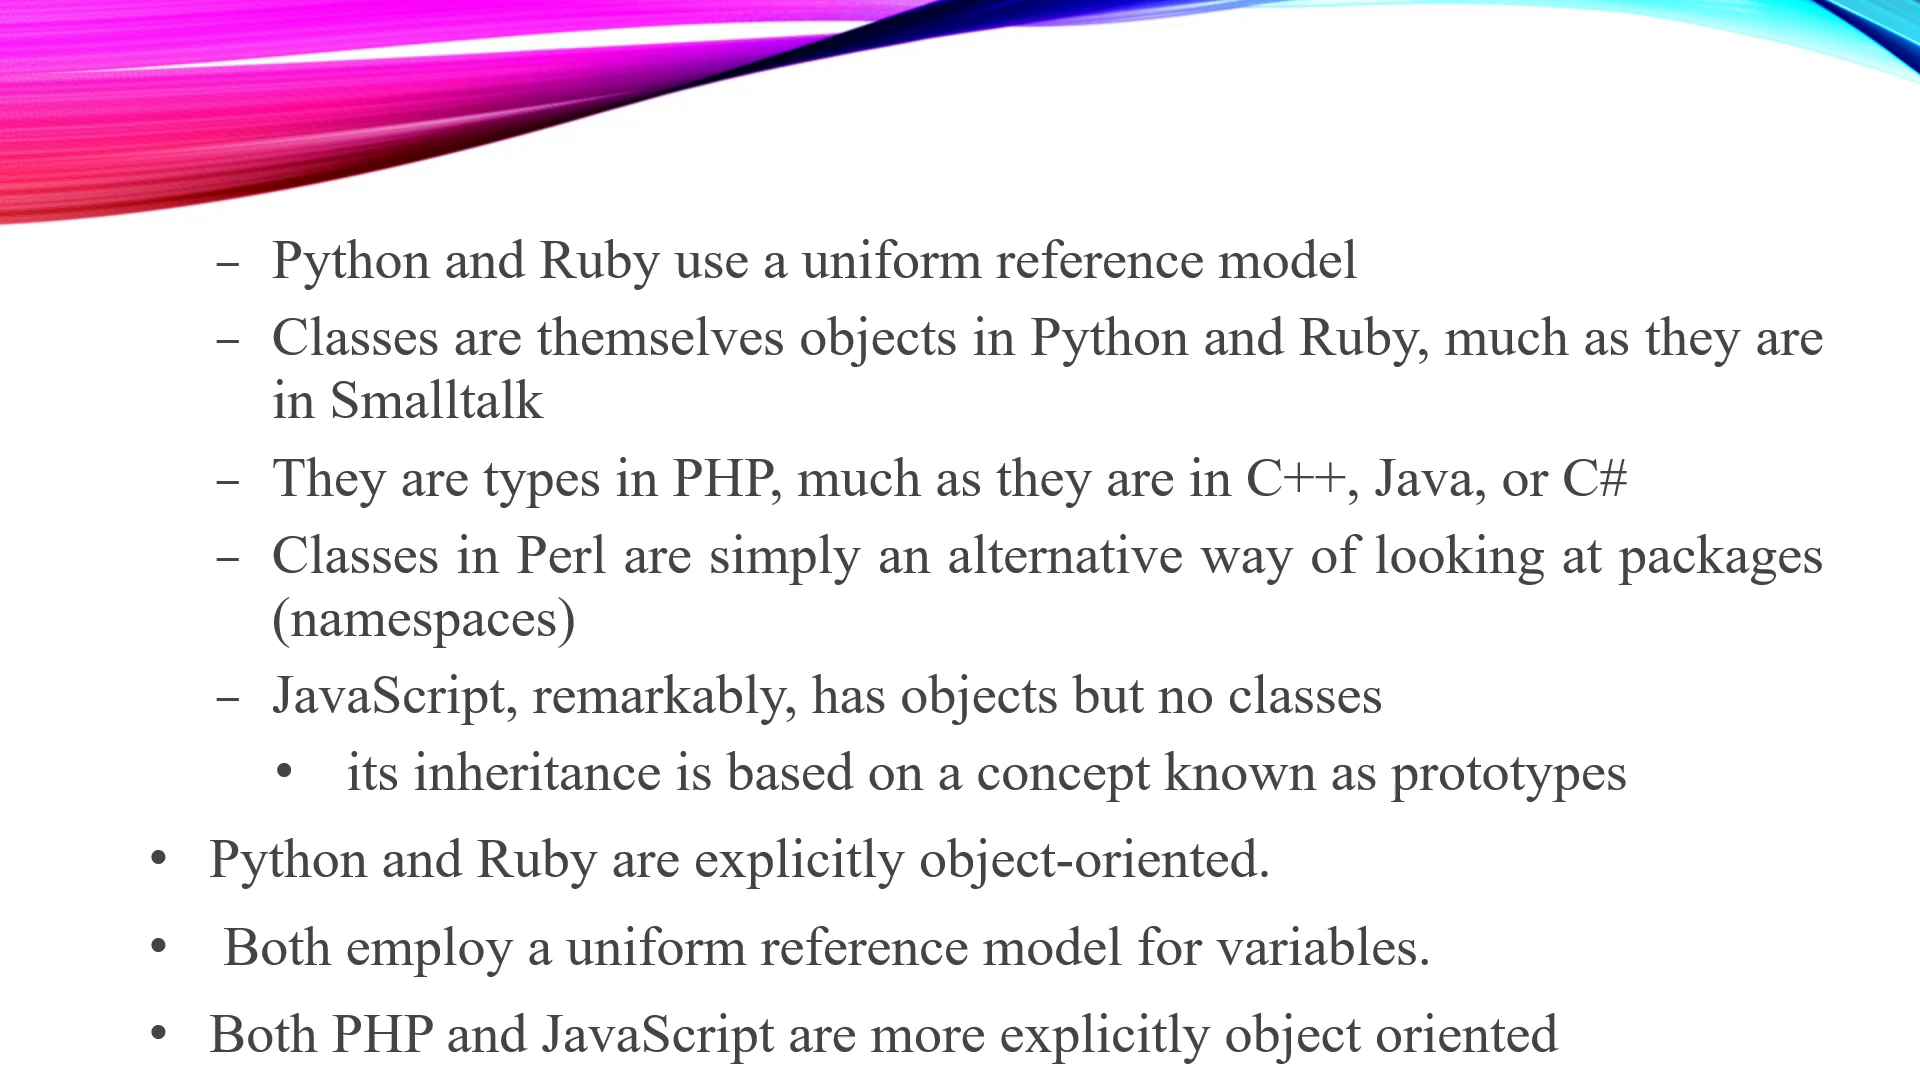 – Python and Ruby use a uniform reference model
– Classes are themselves objects in Python and Ruby, much as they are
in Smalltalk
– They are types in PHP, much as they are in C++, Java, or C#
– Classes in Perl are simply an alternative way of looking at packages
(namespaces)
– JavaScript, remarkably, has objects but no classes
• its inheritance is based on a concept known as prototypes
• Python and Ruby are explicitly object-oriented.
• Both employ a uniform reference model for variables.
• Both PHP and JavaScript are more explicitly object oriented